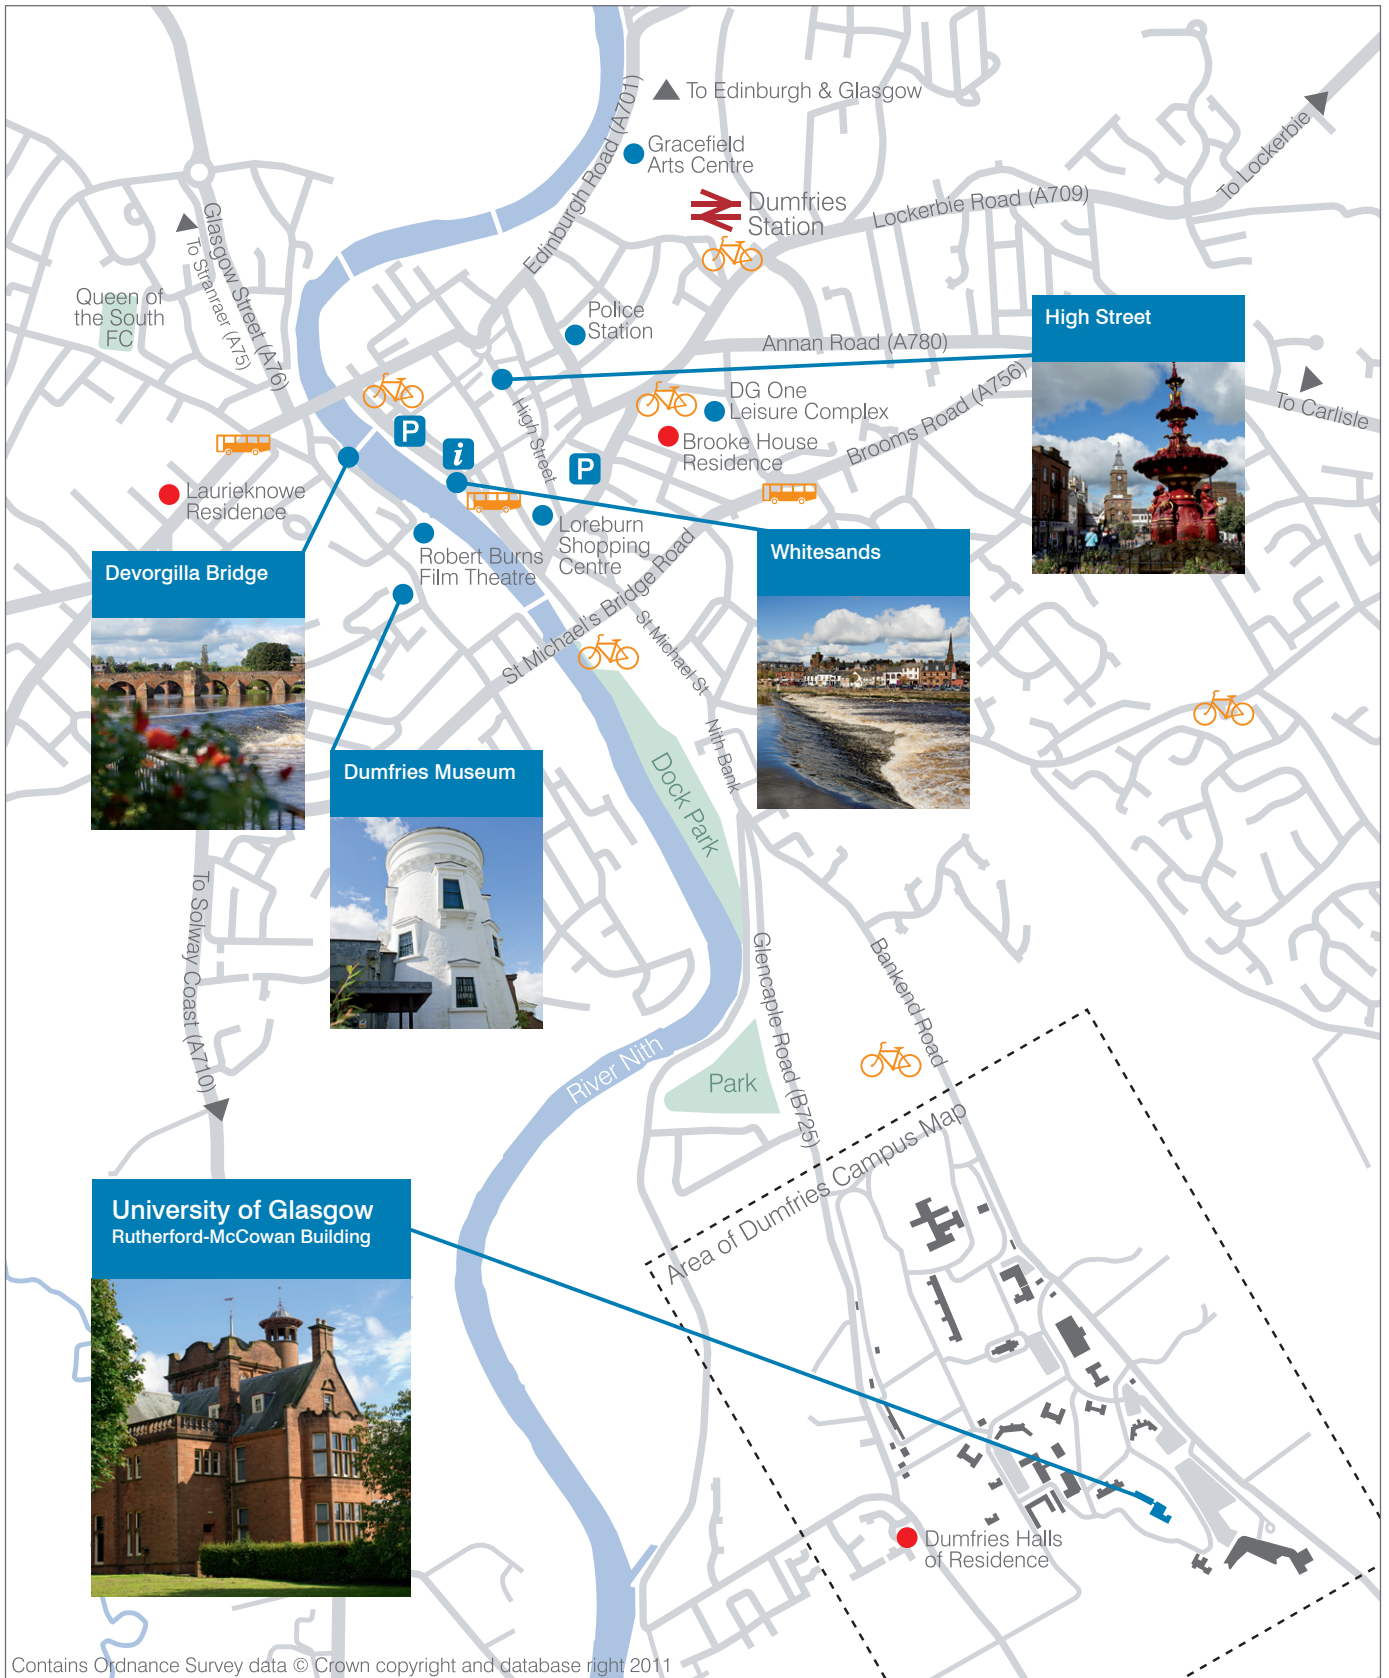 To Edinburgh & Glasgow
Edinburgh Road (A701)
Gracefield
Arts Centre
Dumfries
Station
Lockerbie Road (A709)
To Lockerbie
Glasgow Street (A76)
To Stranraer (A75)
Queen of
the South
FC
Police
Station
Annan Road (A780)
High Street
To Carlisle
DG One
Leisure Complex
Brooms Road (A756)
Brooke House
Residence
High Street
P
i
P
Laurieknowe
Residence
Loreburn
Shopping
Centre
Robert Burns
Film Theatre
Whitesands
Devorgilla Bridge
St Michael's Bridge Road
St Michael St
Nith Bank
Dock Park
Dumfries Museum
To Solway Coast (A710)
Glencaple Road (B725)
Bankend Road
River Nith
Park
Area of Dumfries Campus Map
University of Glasgow
Rutherford-McCowan Building
Dumfries Halls
of Residence
Contains Ordnance Survey data © Crown copyright and database right 2011